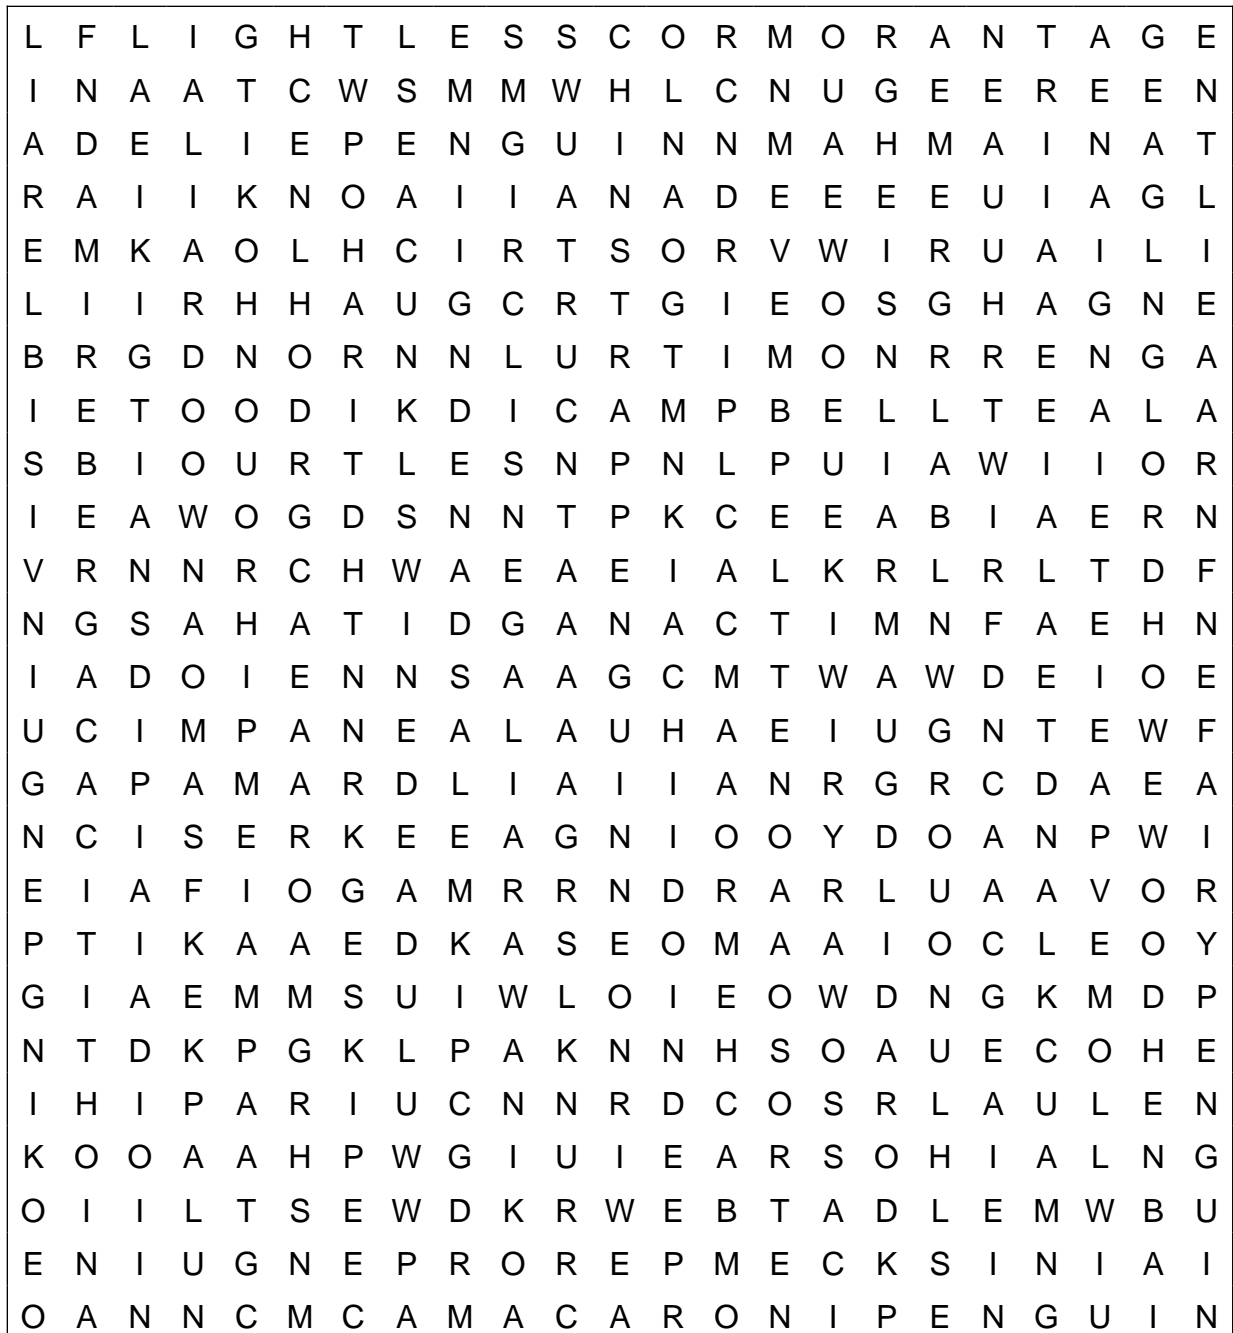 L F L I G H T L E S S C O R M O R A N T A G E
I N A A T C W S M M W H L C N U G E E R E E N
A D E L I E P E N G U I N N M A H M A I N A T
R A I I K N O A I I A N A D E E E E U I A G L
E M K A O L H C I R T S O R V W I R U A I L I
L I I R H H A U G C R T G I E O S G H A G N E
B R G D N O R N N L U R T I M O N R R E N G A
I E T O O D I K D I C A M P B E L L T E A L A
S B I O U R T L E S N P N L P U I A W I I O R
I E A W O G D S N N T P K C E E A B I A E R N
V R N N R C H W A E A E I A L K R L R L T D F
N G S A H A T I D G A N A C T I M N F A E H N
I A D O I E N N S A A G C M T W A W D E I O E
U C I M P A N E A L A U H A E I U G N T E W F
G A P A M A R D L I A I I A N R G R C D A E A
N C I S E R K E E A G N I O O Y D O A N P W I
E I A F I O G A M R R N D R A R L U A A V O R
P T I K A A E D K A S E O M A A I O C L E O Y
G I A E M M S U I W L O I E O W D N G K M D P
N T D K P G K L P A K N N H S O A U E C O H E
I H I P A R I U C N N R D C O S R L A U L E N
K O O A A H P W G I U I E A R S O H I A L N G
O I I L T S E W D K R W E B T A D L E M W B U
E N I U G N E P R O R E P M E C K S I N I A I
O A N N C M C A M A C A R O N I P E N G U I N